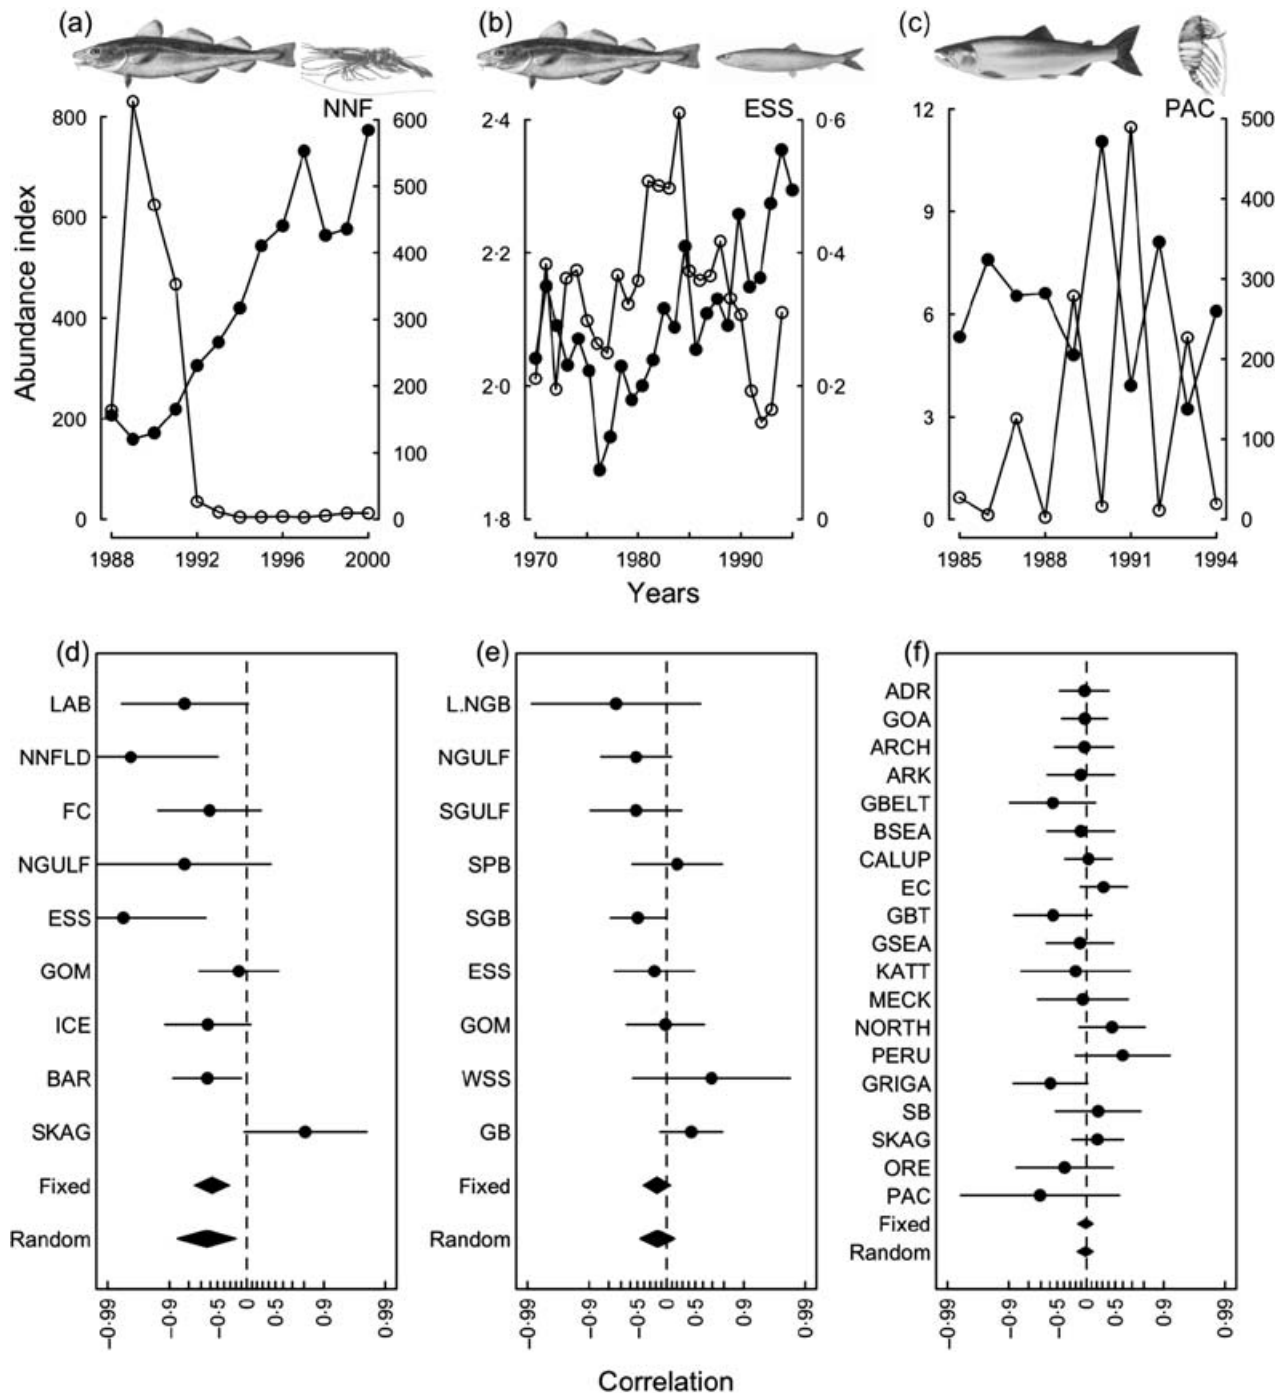 (a)
(b)
(c)
NNF
ESS
PAC
Abundance index
800
600
400
200
0
600
500
400
300
200
100
0
1988
1992
1996
2000
2·4
2·2
2·0
1·8
0·6
0·4
0·2
0
1970
1980
1990
12
9
6
3
0
500
400
300
200
100
0
1985
1988
1991
1994
Years
(d)
LAB
NNFLD
FC
NGULF
ESS
GOM
ICE
BAR
SKAG
Fixed
Random
−0·99
−0·9
−0·5
0
0·5
0·9
0·99
(e)
L.NGB
NGULF
SGULF
SPB
SGB
ESS
GOM
WSS
GB
Fixed
Random
−0·99
−0·9
−0·5
0
0·5
0·9
0·99
(f)
ADR
GOA
ARCH
ARK
GBELT
BSEA
CALUP
EC
GBT
GSEA
KATT
MECK
NORTH
PERU
GRIGA
SB
SKAG
ORE
PAC
Fixed
Random
−0·99
−0·9
−0·5
0
0·5
0·9
0·99
Correlation